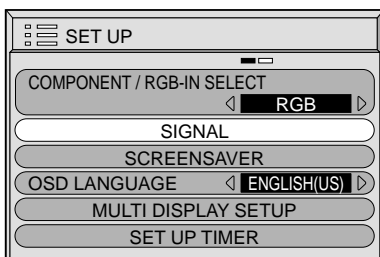 SET UP
COMPONENT / RGB-IN SELECT
RGB
SIGNAL
SCREENSAVER
OSD LANGUAGE ENGLISH(US)
MULTI DISPLAY SETUP
SET UP TIMER